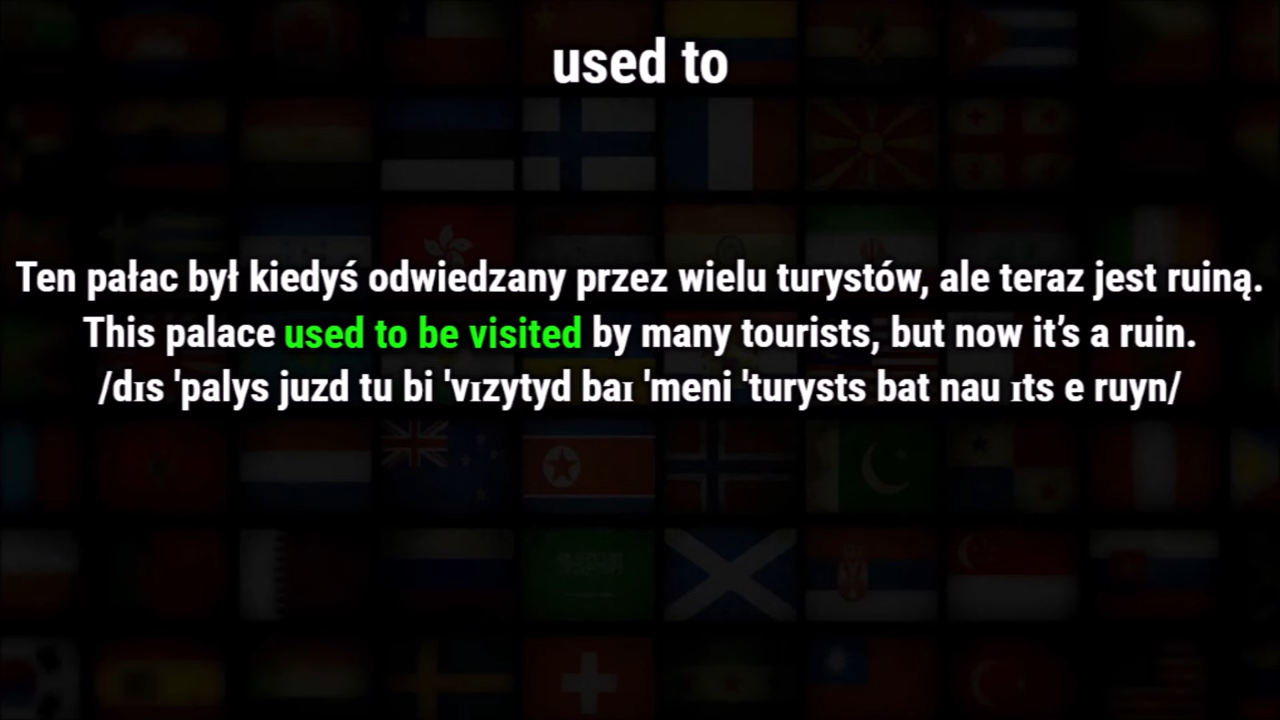 used to
Ten pałac był kiedyś odwiedzany przez wielu turystów, ale teraz jest ruiną.
This palace used to be visited by many tourists, but now it’s a ruin.
/dɪs 'palys juzd tu bi 'vɪzytyd baɪ 'meni 'turysts bat nau ɪts e ruyn/